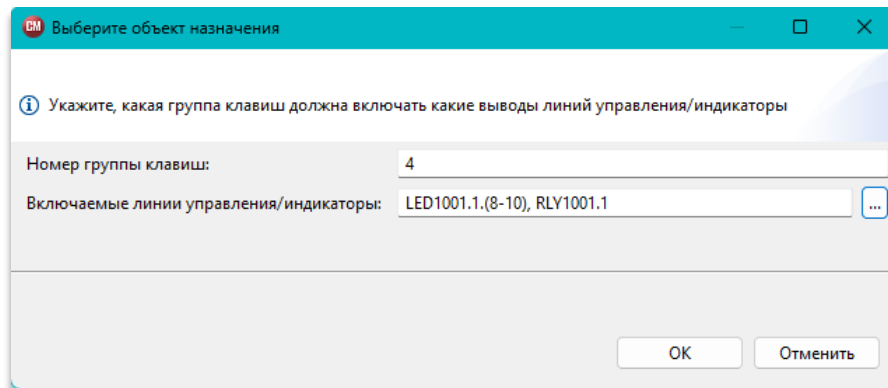 CM Выберите объект назначения
Укажите, какая группа клавиш должна включать какие выводы линий управления/индикаторы
Номер группы клавиш: 4
Включаемые линии управления/индикаторы: LED1001.1.(8-10), RLY1001.1 ...
OK Отменить